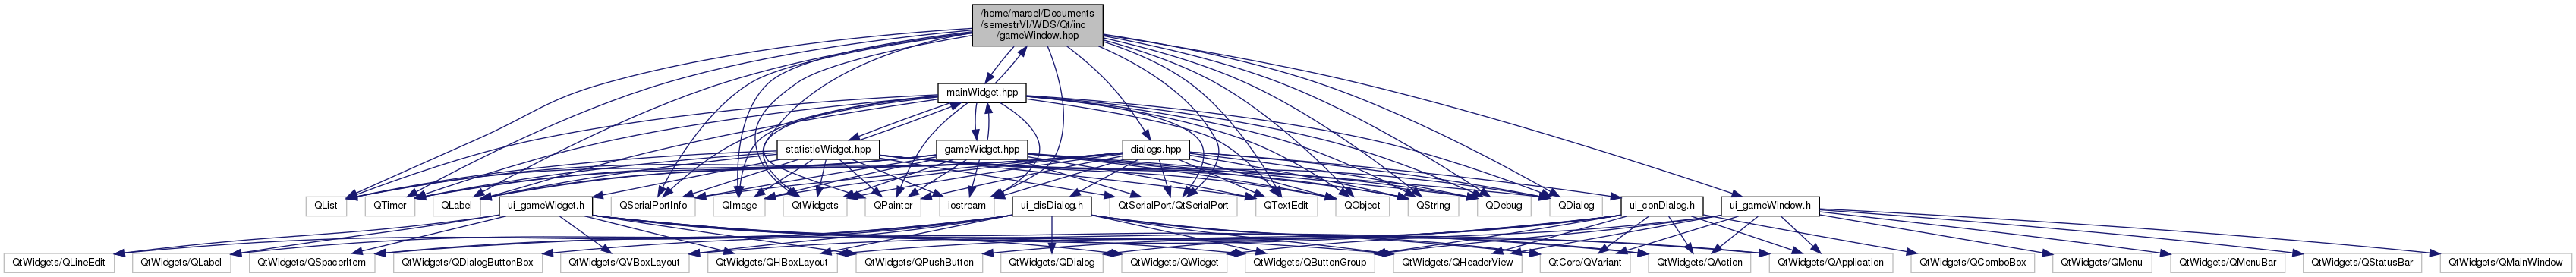 /home/marcel/Documents
/semestrVI/WDS/Qt/inc
/gameWindow.hpp
mainWidget.hpp
statisticWidget.hpp
gameWidget.hpp
dialogs.hpp
QList
QTimer
QLabel
ui_gameWidget.h
QSerialPortInfo
QImage
QtWidgets
QPainter
iostream
ui_disDialog.h
QtSerialPort/QtSerialPort
QTextEdit
QObject
QString
QDebug
QDialog
ui_conDialog.h
ui_gameWindow.h
QtWidgets/QLineEdit
QtWidgets/QLabel
QtWidgets/QSpacerItem
QtWidgets/QDialogButtonBox
QtWidgets/QVBoxLayout
QtWidgets/QHBoxLayout
QtWidgets/QPushButton
QtWidgets/QDialog
QtWidgets/QWidget
QtWidgets/QButtonGroup
QtWidgets/QHeaderView
QtCore/QVariant
QtWidgets/QAction
QtWidgets/QApplication
QtWidgets/QComboBox
QtWidgets/QMenu
QtWidgets/QMenuBar
QtWidgets/QStatusBar
QtWidgets/QMainWindow